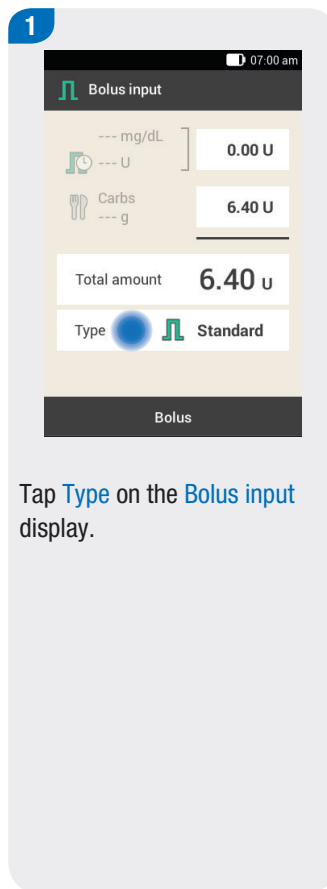 1
07:00 am
Bolus input
--- mg/dL
--- U
0.00 U
Carbs
--- g
6.40 U
Total amount 6.40 U
Type Standard
Bolus
Tap Type on the Bolus input
display.